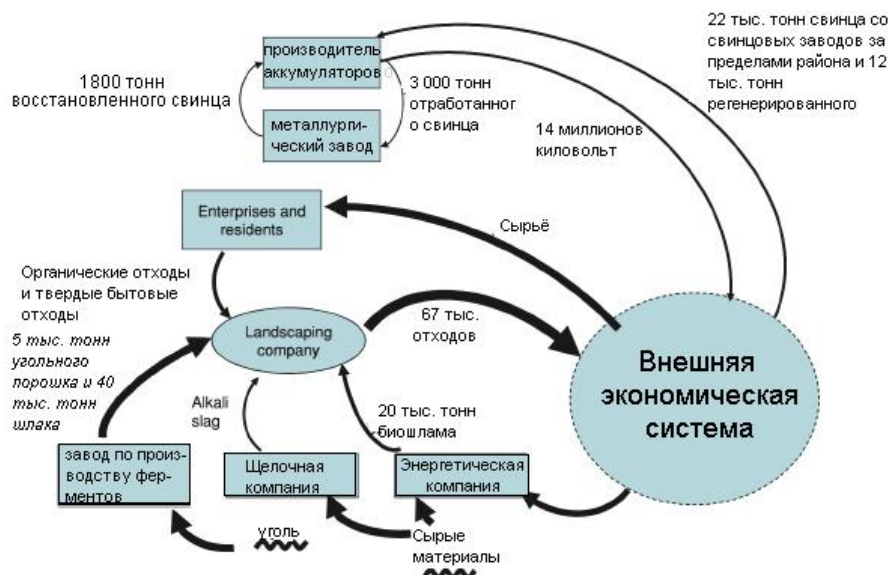 22 тыс. тонн свинца со
свинцовых заводов за
пределами района и 12
тыс. тонн
регенерированного
производитель
аккумуляторов
1800 тонн
восстановленного свинца
3 000 тонн
отработанног
о свинца
металлурги-
ческий завод
14 миллионов
киловольт
Enterprises and
residents
Сырьё
Органические отходы
и твердые бытовые
отходы
5 тыс. тонн
угольного
порошка и 40
тыс. тонн
шлака
Landscaping
company
67 тыс.
отходов
Внешняя
экономическая
система
Alkali
slag
20 тыс. тонн
биошлама
завод по произ-
водству фер-
ментов
Щелочная
компания
Энергетическая
компания
уголь
Сырые
материалы